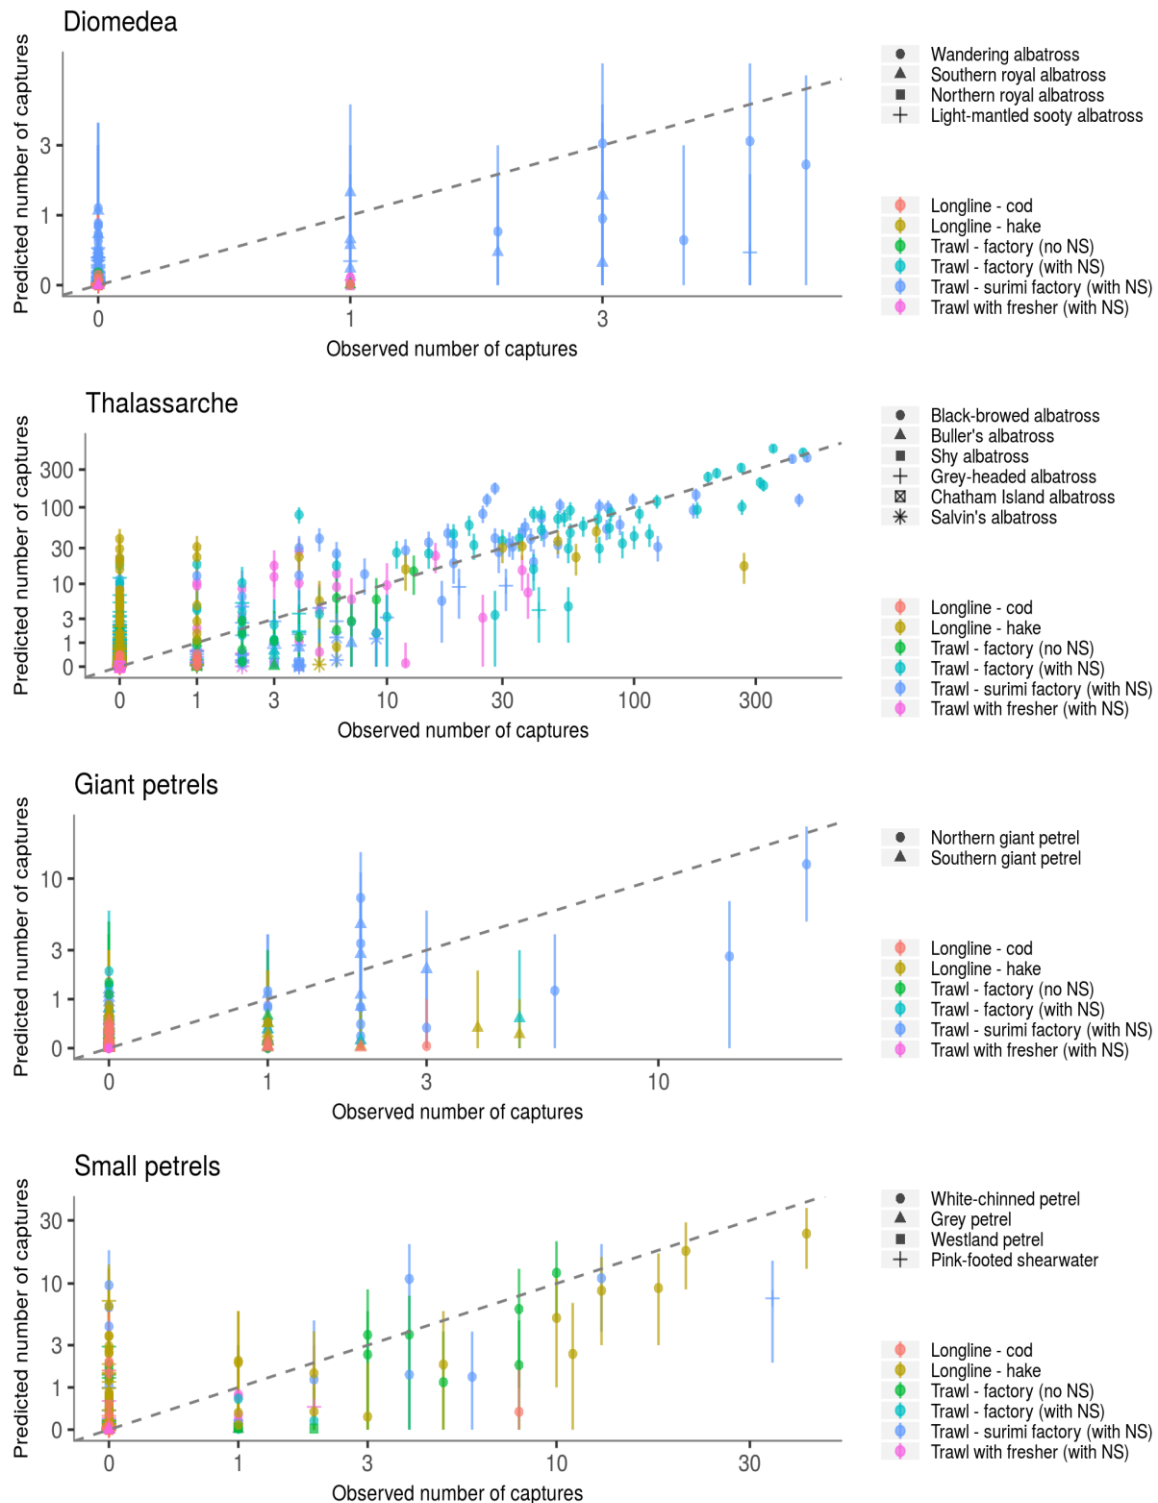 Diomedea
Predicted number of captures
3
1
0
0
1
3
Observed number of captures
Wandering albatross
Southern royal albatross
Northern royal albatross
Light-mantled sooty albatross
Longline - cod
Longline - hake
Trawl - factory (no NS)
Trawl - factory (with NS)
Trawl - surimi factory (with NS)
Trawl with fresher (with NS)
Thalassarche
Predicted number of captures
300
100
30
10
3
1
0
0
1
3
10
30
100
300
Observed number of captures
Black-browed albatross
Buller's albatross
Shy albatross
Grey-headed albatross
Chatham Island albatross
Salvin's albatross
Longline - cod
Longline - hake
Trawl - factory (no NS)
Trawl - factory (with NS)
Trawl - surimi factory (with NS)
Trawl with fresher (with NS)
Giant petrels
Predicted number of captures
10
3
1
0
0
1
3
10
Observed number of captures
Northern giant petrel
Southern giant petrel
Longline - cod
Longline - hake
Trawl - factory (no NS)
Trawl - factory (with NS)
Trawl - surimi factory (with NS)
Trawl with fresher (with NS)
Small petrels
Predicted number of captures
30
10
3
1
0
0
1
3
10
30
Observed number of captures
White-chinned petrel
Grey petrel
Westland petrel
Pink-footed shearwater
Longline - cod
Longline - hake
Trawl - factory (no NS)
Trawl - factory (with NS)
Trawl - surimi factory (with NS)
Trawl with fresher (with NS)